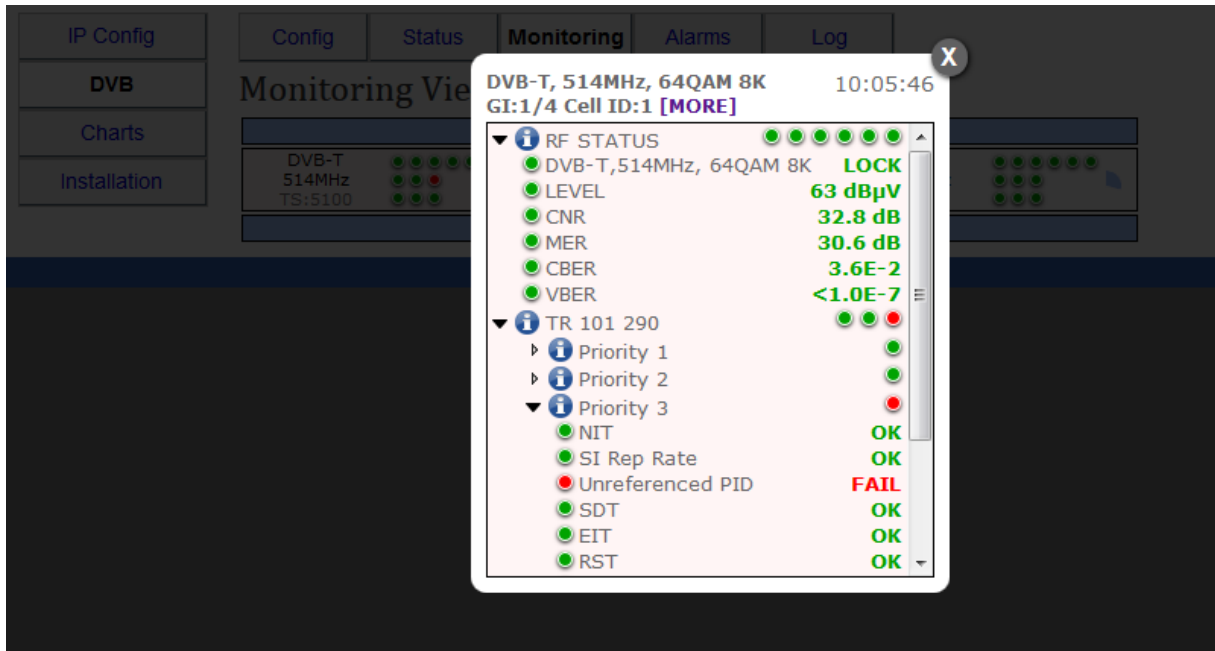 IP Config
DVB
Charts
Installation
Config Status Monitoring Alarms Log
Monitoring Vie
DVB-T
514MHz
TS:5100
X
DVB-T, 514MHz, 64QAM 8K 10:05:46
GI:1/4 Cell ID:1 [MORE]
RF STATUS
DVB-T,514MHz, 64QAM 8K LOCK
LEVEL 63 dBµV
CNR 32.8 dB
MER 30.6 dB
CBER 3.6E-2
VBER <1.0E-7
TR 101 290
Priority 1
Priority 2
Priority 3
NIT OK
SI Rep Rate OK
Unreferenced PID FAIL
SDT OK
EIT OK
RST OK